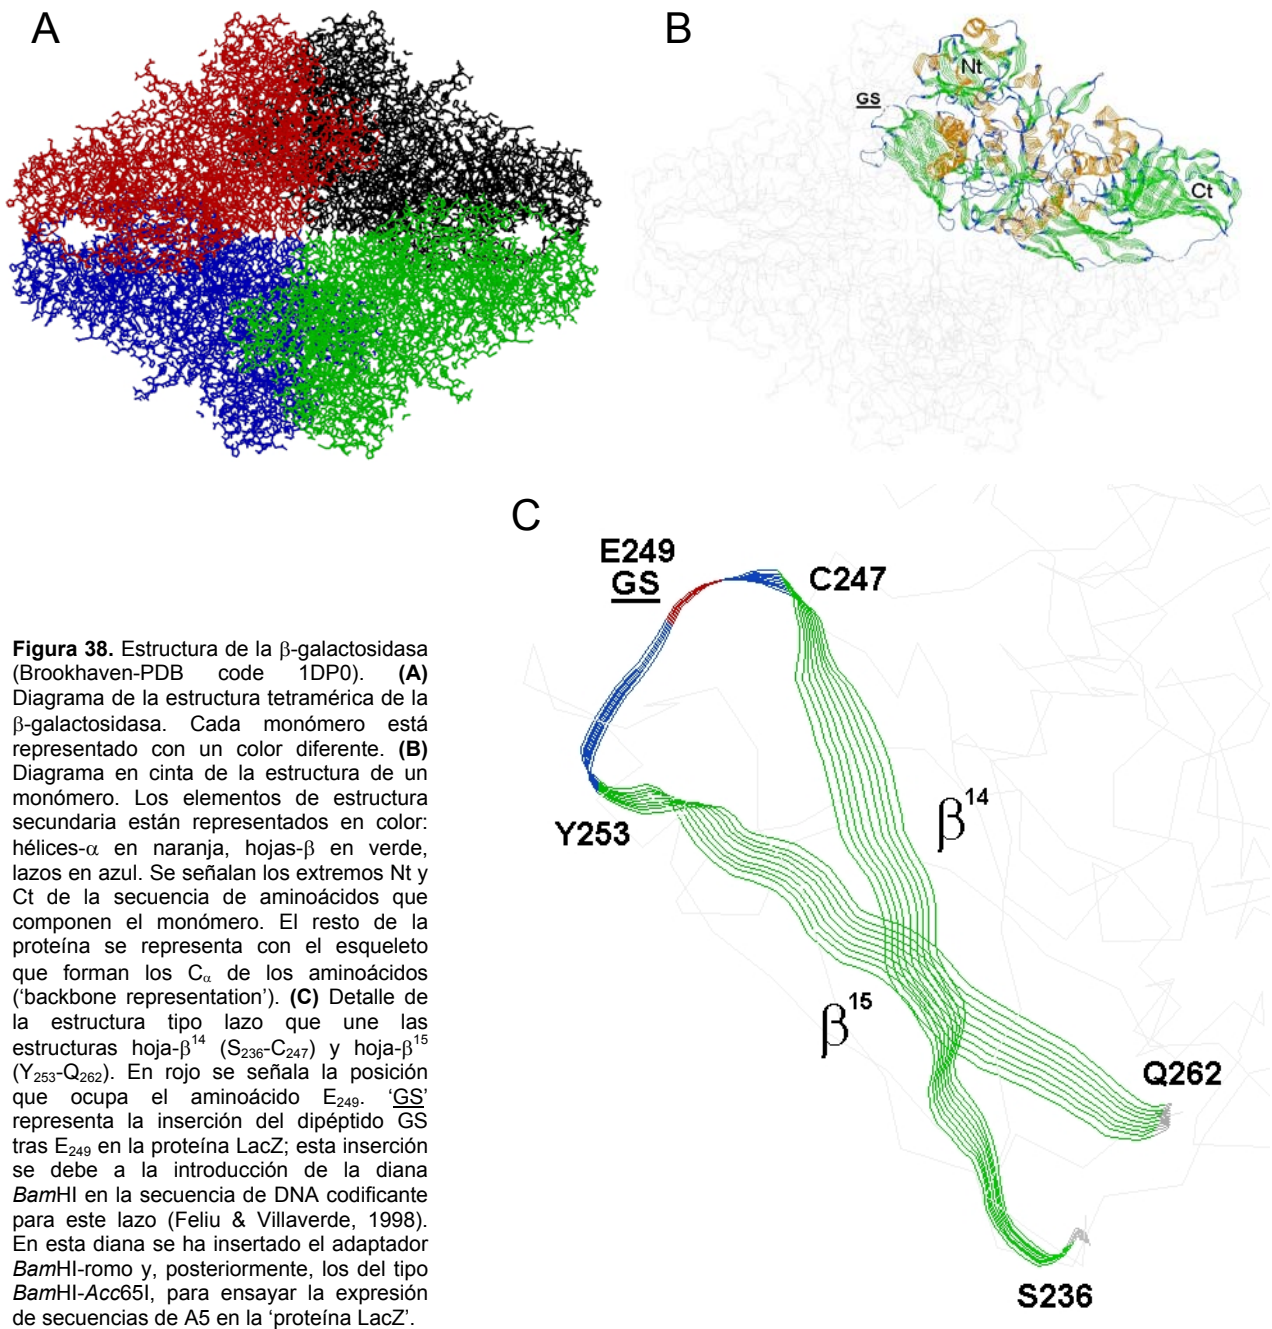 A
B
Nt
GS
Ct
C
E249
GS
C247
Y253
β14
β15
Q262
S236
Figura 38. Estructura de la β-galactosidasa
(Brookhaven-PDB code 1DP0). (A)
Diagrama de la estructura tetramérica de la
β-galactosidasa. Cada monómero está
representado con un color diferente. (B)
Diagrama en cinta de la estructura de un
monómero. Los elementos de estructura
secundaria están representados en color:
hélices-α en naranja, hojas-β en verde,
lazos en azul. Se señalan los extremos Nt y
Ct de la secuencia de aminoácidos que
componen el monómero. El resto de la
proteína se representa con el esqueleto
que forman los Cα de los aminoácidos
(‘backbone representation’). (C) Detalle de
la estructura tipo lazo que une las
estructuras hoja-β14 (S236-C247) y hoja-β15
(Y253-Q262). En rojo se señala la posición
que ocupa el aminoácido E249. ‘GS’
representa la inserción del dipéptido GS
tras E249 en la proteína LacZ; esta inserción
se debe a la introducción de la diana
BamHI en la secuencia de DNA codificante
para este lazo (Feliu & Villaverde, 1998).
En esta diana se ha insertado el adaptador
BamHI-romo y, posteriormente, los del tipo
BamHI-Acc65I, para ensayar la expresión
de secuencias de A5 en la ‘proteína LacZ’.